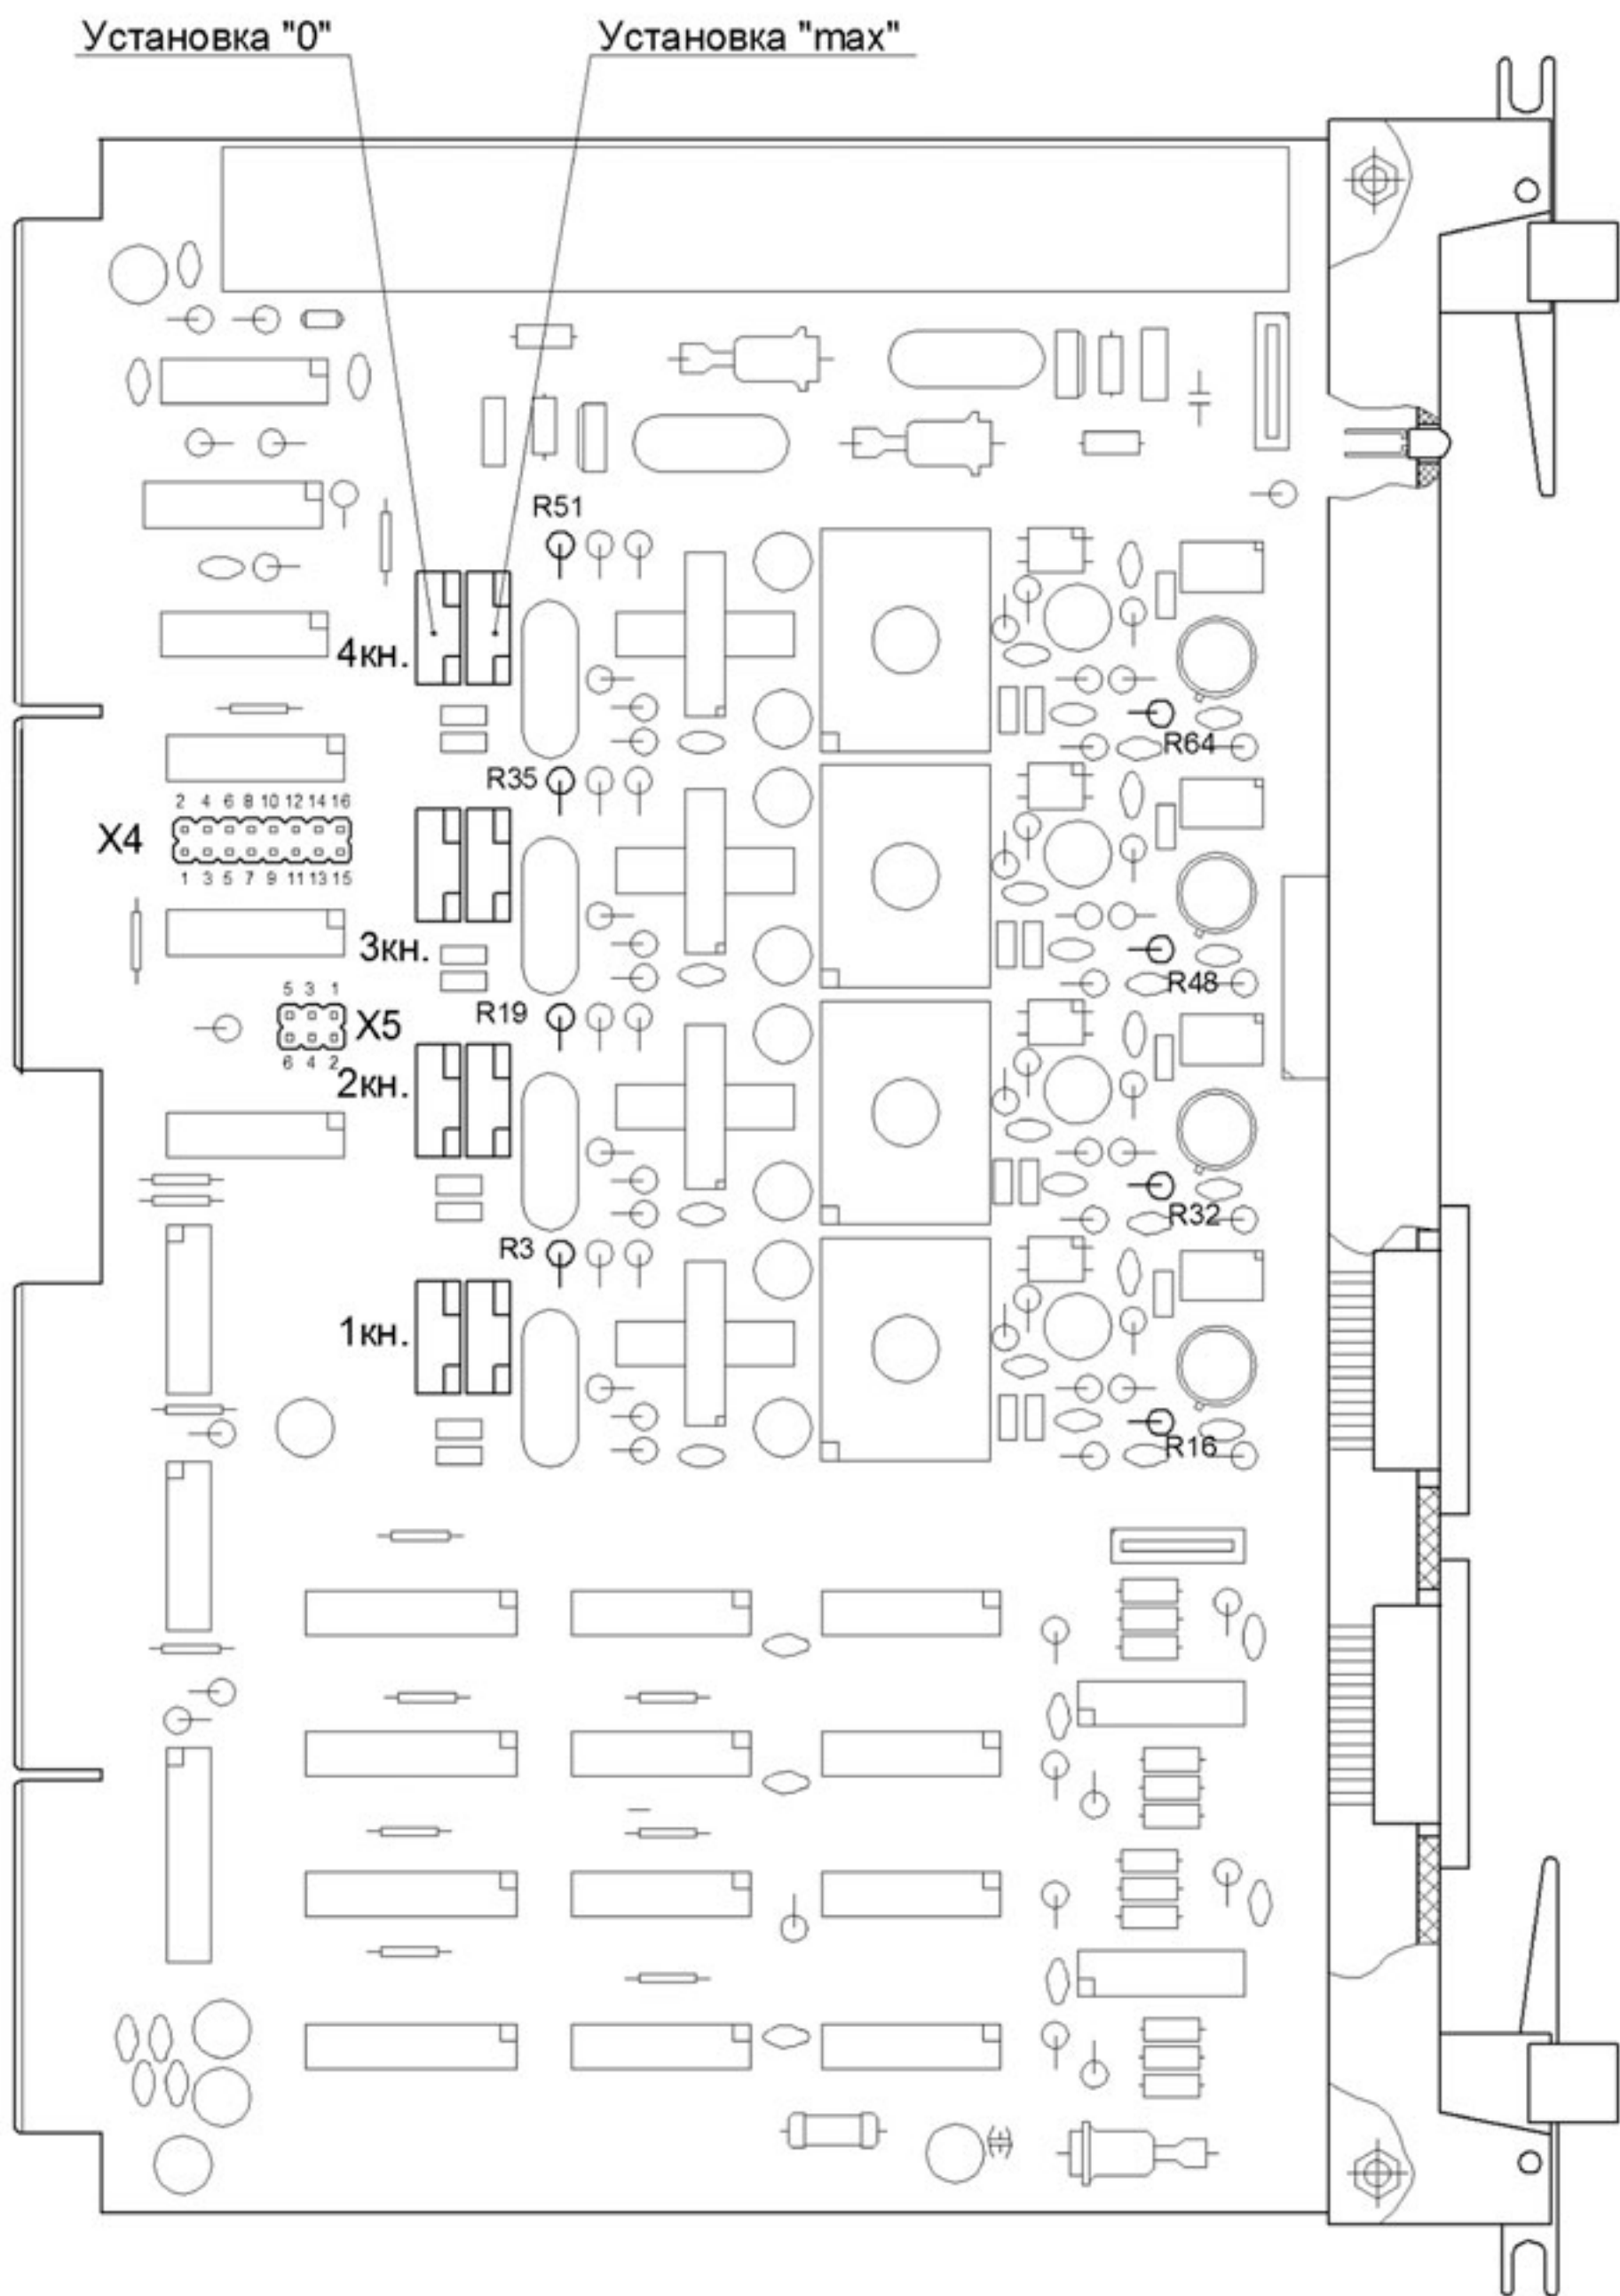 Установка "0" Установка "max"
R51
4кн.
R64
R35
2 4 6 8 10 12 14 16
X4
1 3 5 7 9 11 13 15
3кн.
R48
5 3 1
R19
X5
6 4 2
2кн.
R32
R3
1кн.
R16